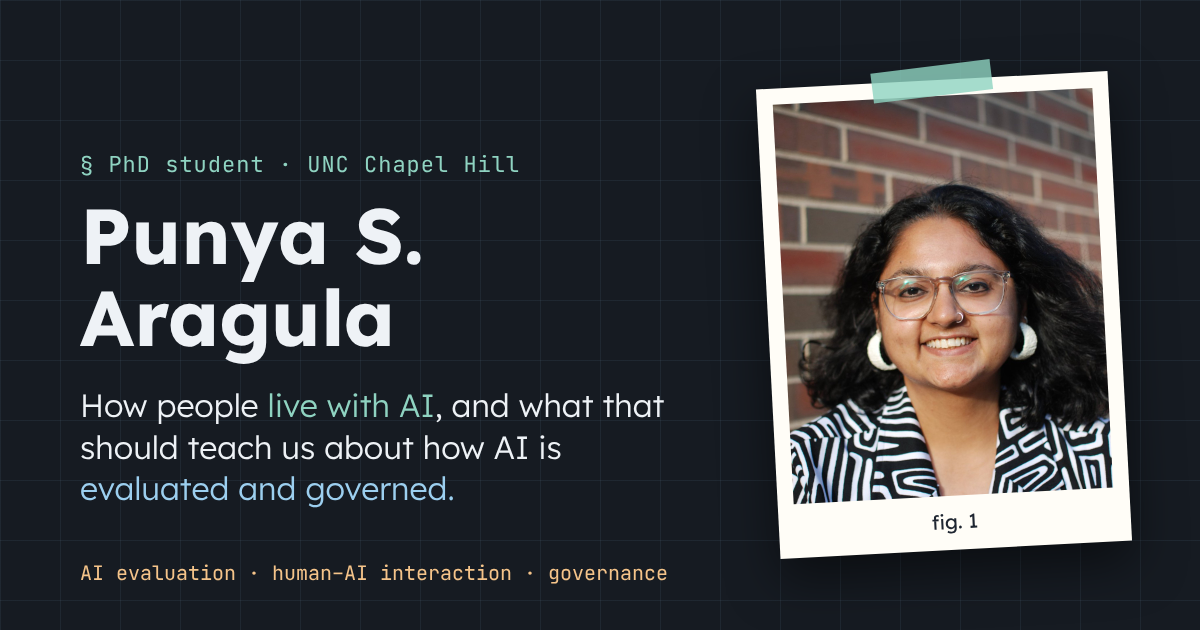 § PhD student · UNC Chapel Hill
Punya S.
Aragula
How people live with AI, and what that
should teach us about how AI is
evaluated and governed.
AI evaluation · human-AI interaction · governance
fig. 1